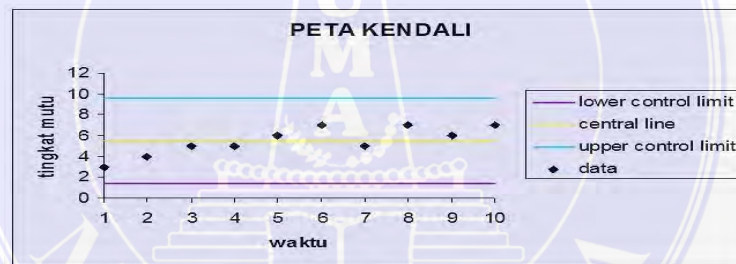 PETA KENDALI
tingkat mutu
12
10
8
6
4
2
0
1 2 3 4 5 6 7 8 9 10
waktu
lower control limit
central line
upper control limit
data
O
M
A